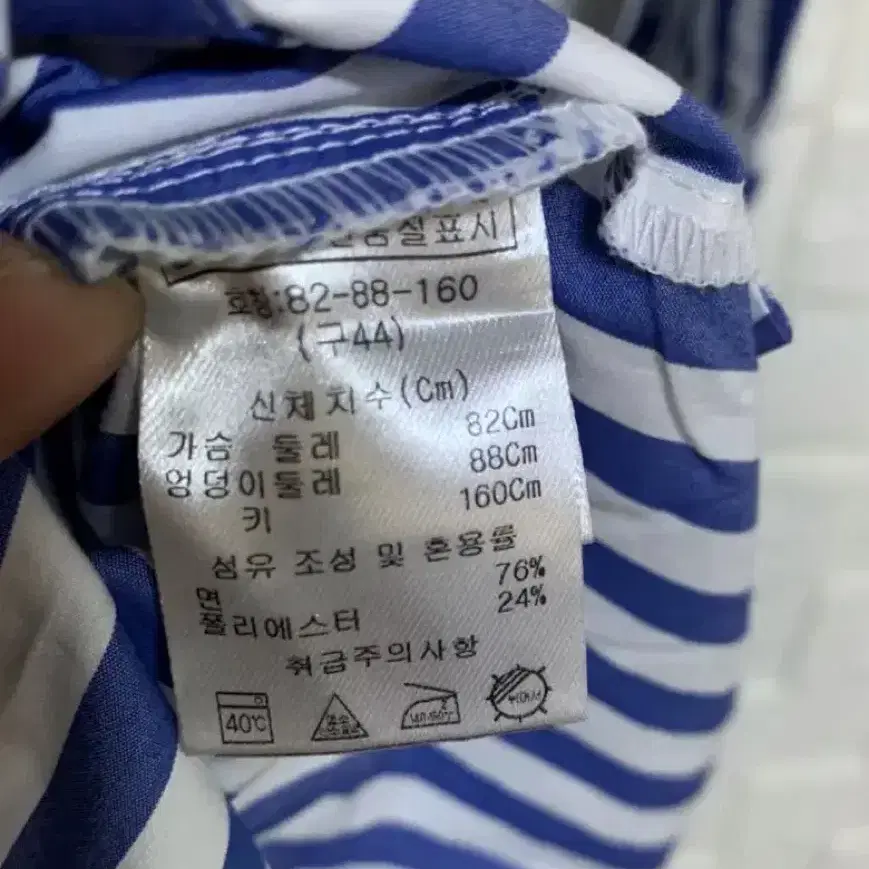 표시
호칭:82-88-160
(구44)
신체 치수(Cm)
가슴 둘레 82Cm
엉덩이둘레 88Cm
키 160Cm
섬유 조성 및 혼용률
면 76%
폴리에스터 24%
취급주의사항
40℃